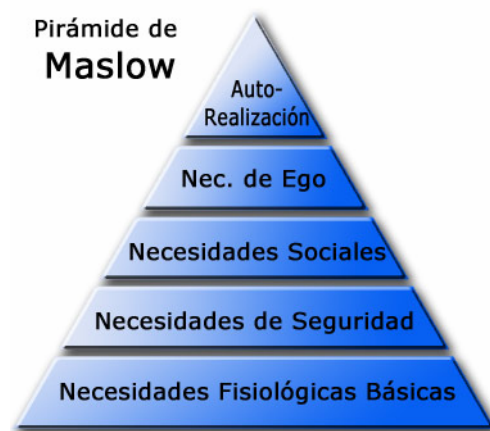 Pirámide de
Maslow
Auto-
Realización
Nec. de Ego
Necesidades Sociales
Necesidades de Seguridad
Necesidades Fisiológicas Básicas